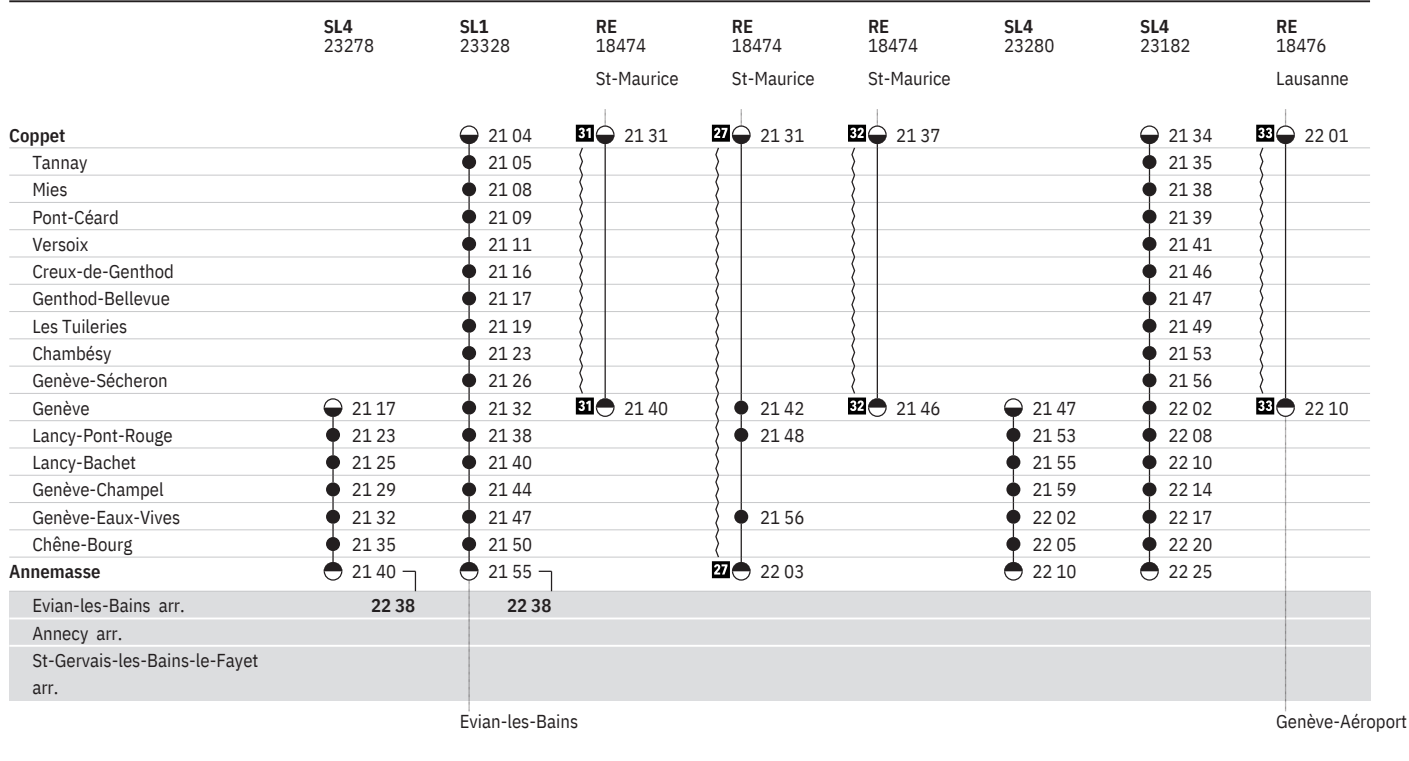 SL4 SL1 RE RE RE SL4 SL4 RE
23278 23328 18474 18474 18474 23280 23182 18476
St-Maurice St-Maurice St-Maurice Lausanne
Coppet 21 04 31 21 31 27 21 31 32 21 37 21 34 33 22 01
Tannay 21 05 21 35
Mies 21 08 21 38
Pont-Céard 21 09 21 39
Versoix 21 11 21 41
Creux-de-Genthod 21 16 21 46
Genthod-Bellevue 21 17 21 47
Les Tuileries 21 19 21 49
Chambésy 21 23 21 53
Genève-Sécheron 21 26 21 56
Genève 21 17 21 32 31 21 40 21 42 32 21 46 21 47 22 02 33 22 10
Lancy-Pont-Rouge 21 23 21 38 21 48 21 53 22 08
Lancy-Bachet 21 25 21 40 21 55 22 10
Genève-Champel 21 29 21 44 21 59 22 14
Genève-Eaux-Vives 21 32 21 47 21 56 22 02 22 17
Chêne-Bourg 21 35 21 50 22 05 22 20
Annemasse 21 40 21 55 27 22 03 22 10 22 25
Evian-les-Bains arr. 22 38 22 38
Annecy arr.
St-Gervais-les-Bains-le-Fayet
arr.
Evian-les-Bains Genève-Aéroport